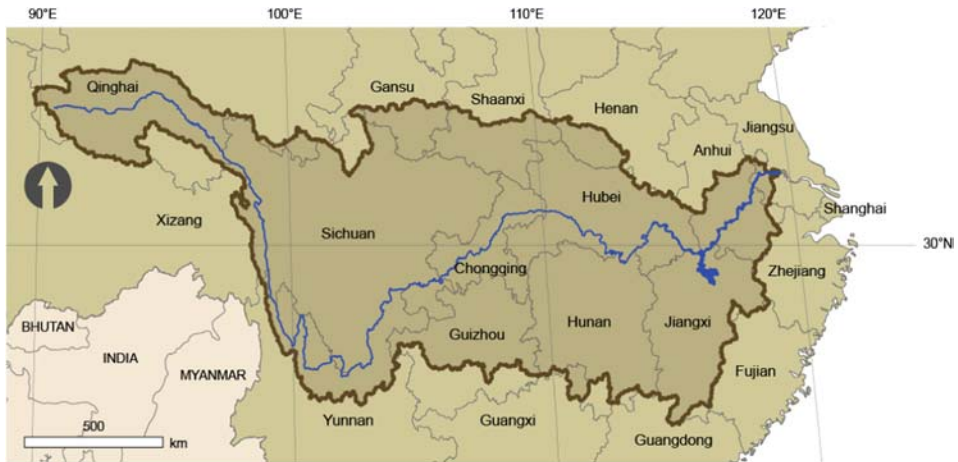 90°E 100°E 110°E 120°E
Qinghai
Gansu
Shaanxi
Henan
Jiangsu
Anhui
Hubei
Xizang
Shanghai
Sichuan
30°N
Chongqing
Zhejiang
BHUTAN
Guizhou
Hunan
Jiangxi
INDIA
MYANMAR
Fujian
Yunnan
Guangxi
Guangdong
500
km